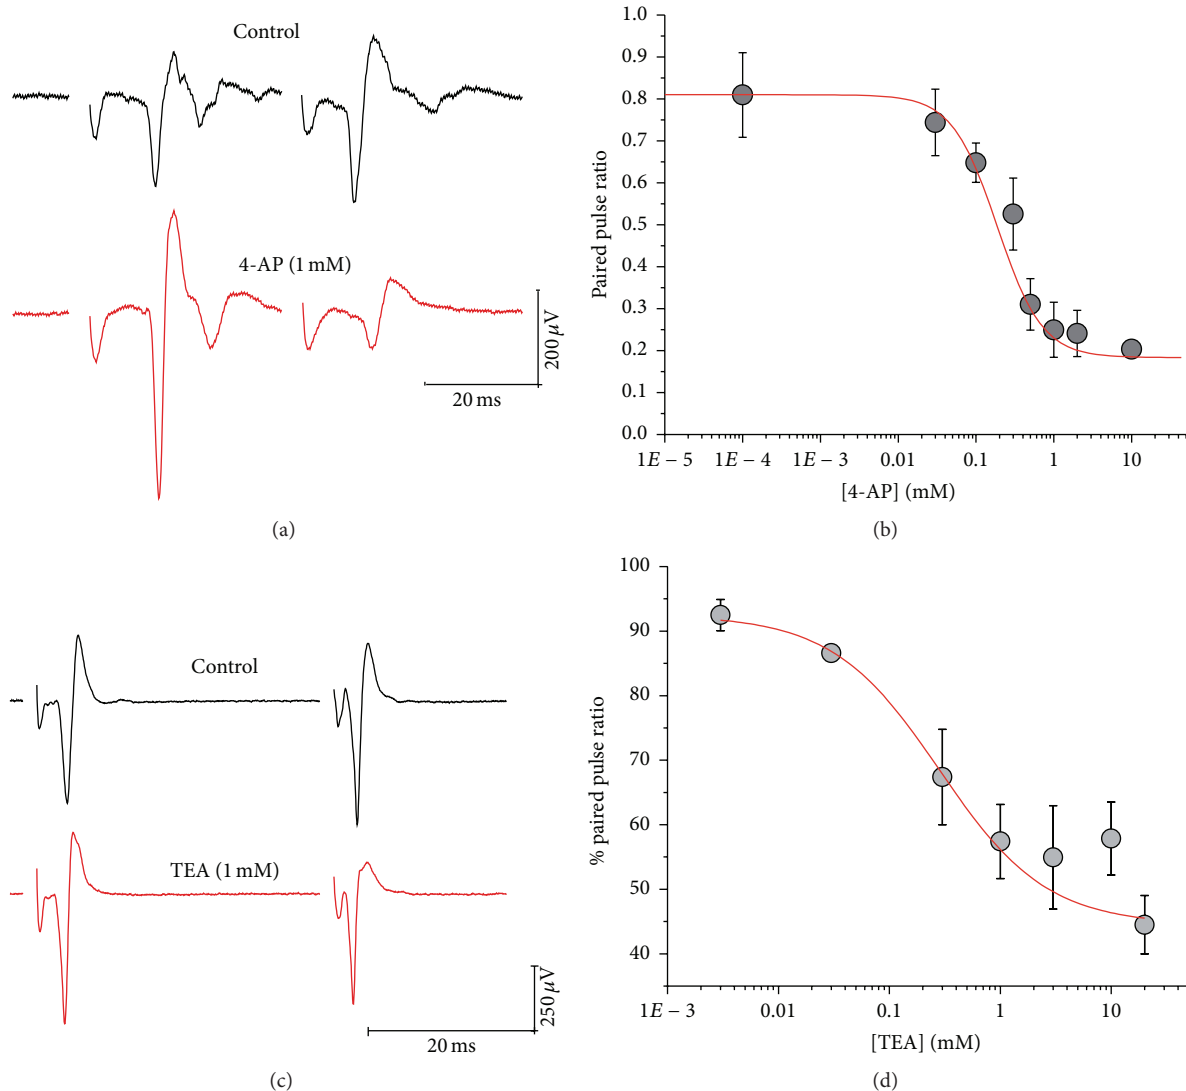 Control
4-AP (1 mM)
200 μV
20 ms
(a)
Paired pulse ratio
1.0
0.9
0.8
0.7
0.6
0.5
0.4
0.3
0.2
0.1
0.0
1E − 5 1E − 4 1E − 3 0.01 0.1 1 10
[4-AP] (mM)
(b)
Control
TEA (1 mM)
250 μV
20 ms
(c)
% paired pulse ratio
100
90
80
70
60
50
40
1E − 3 0.01 0.1 1 10
[TEA] (mM)
(d)